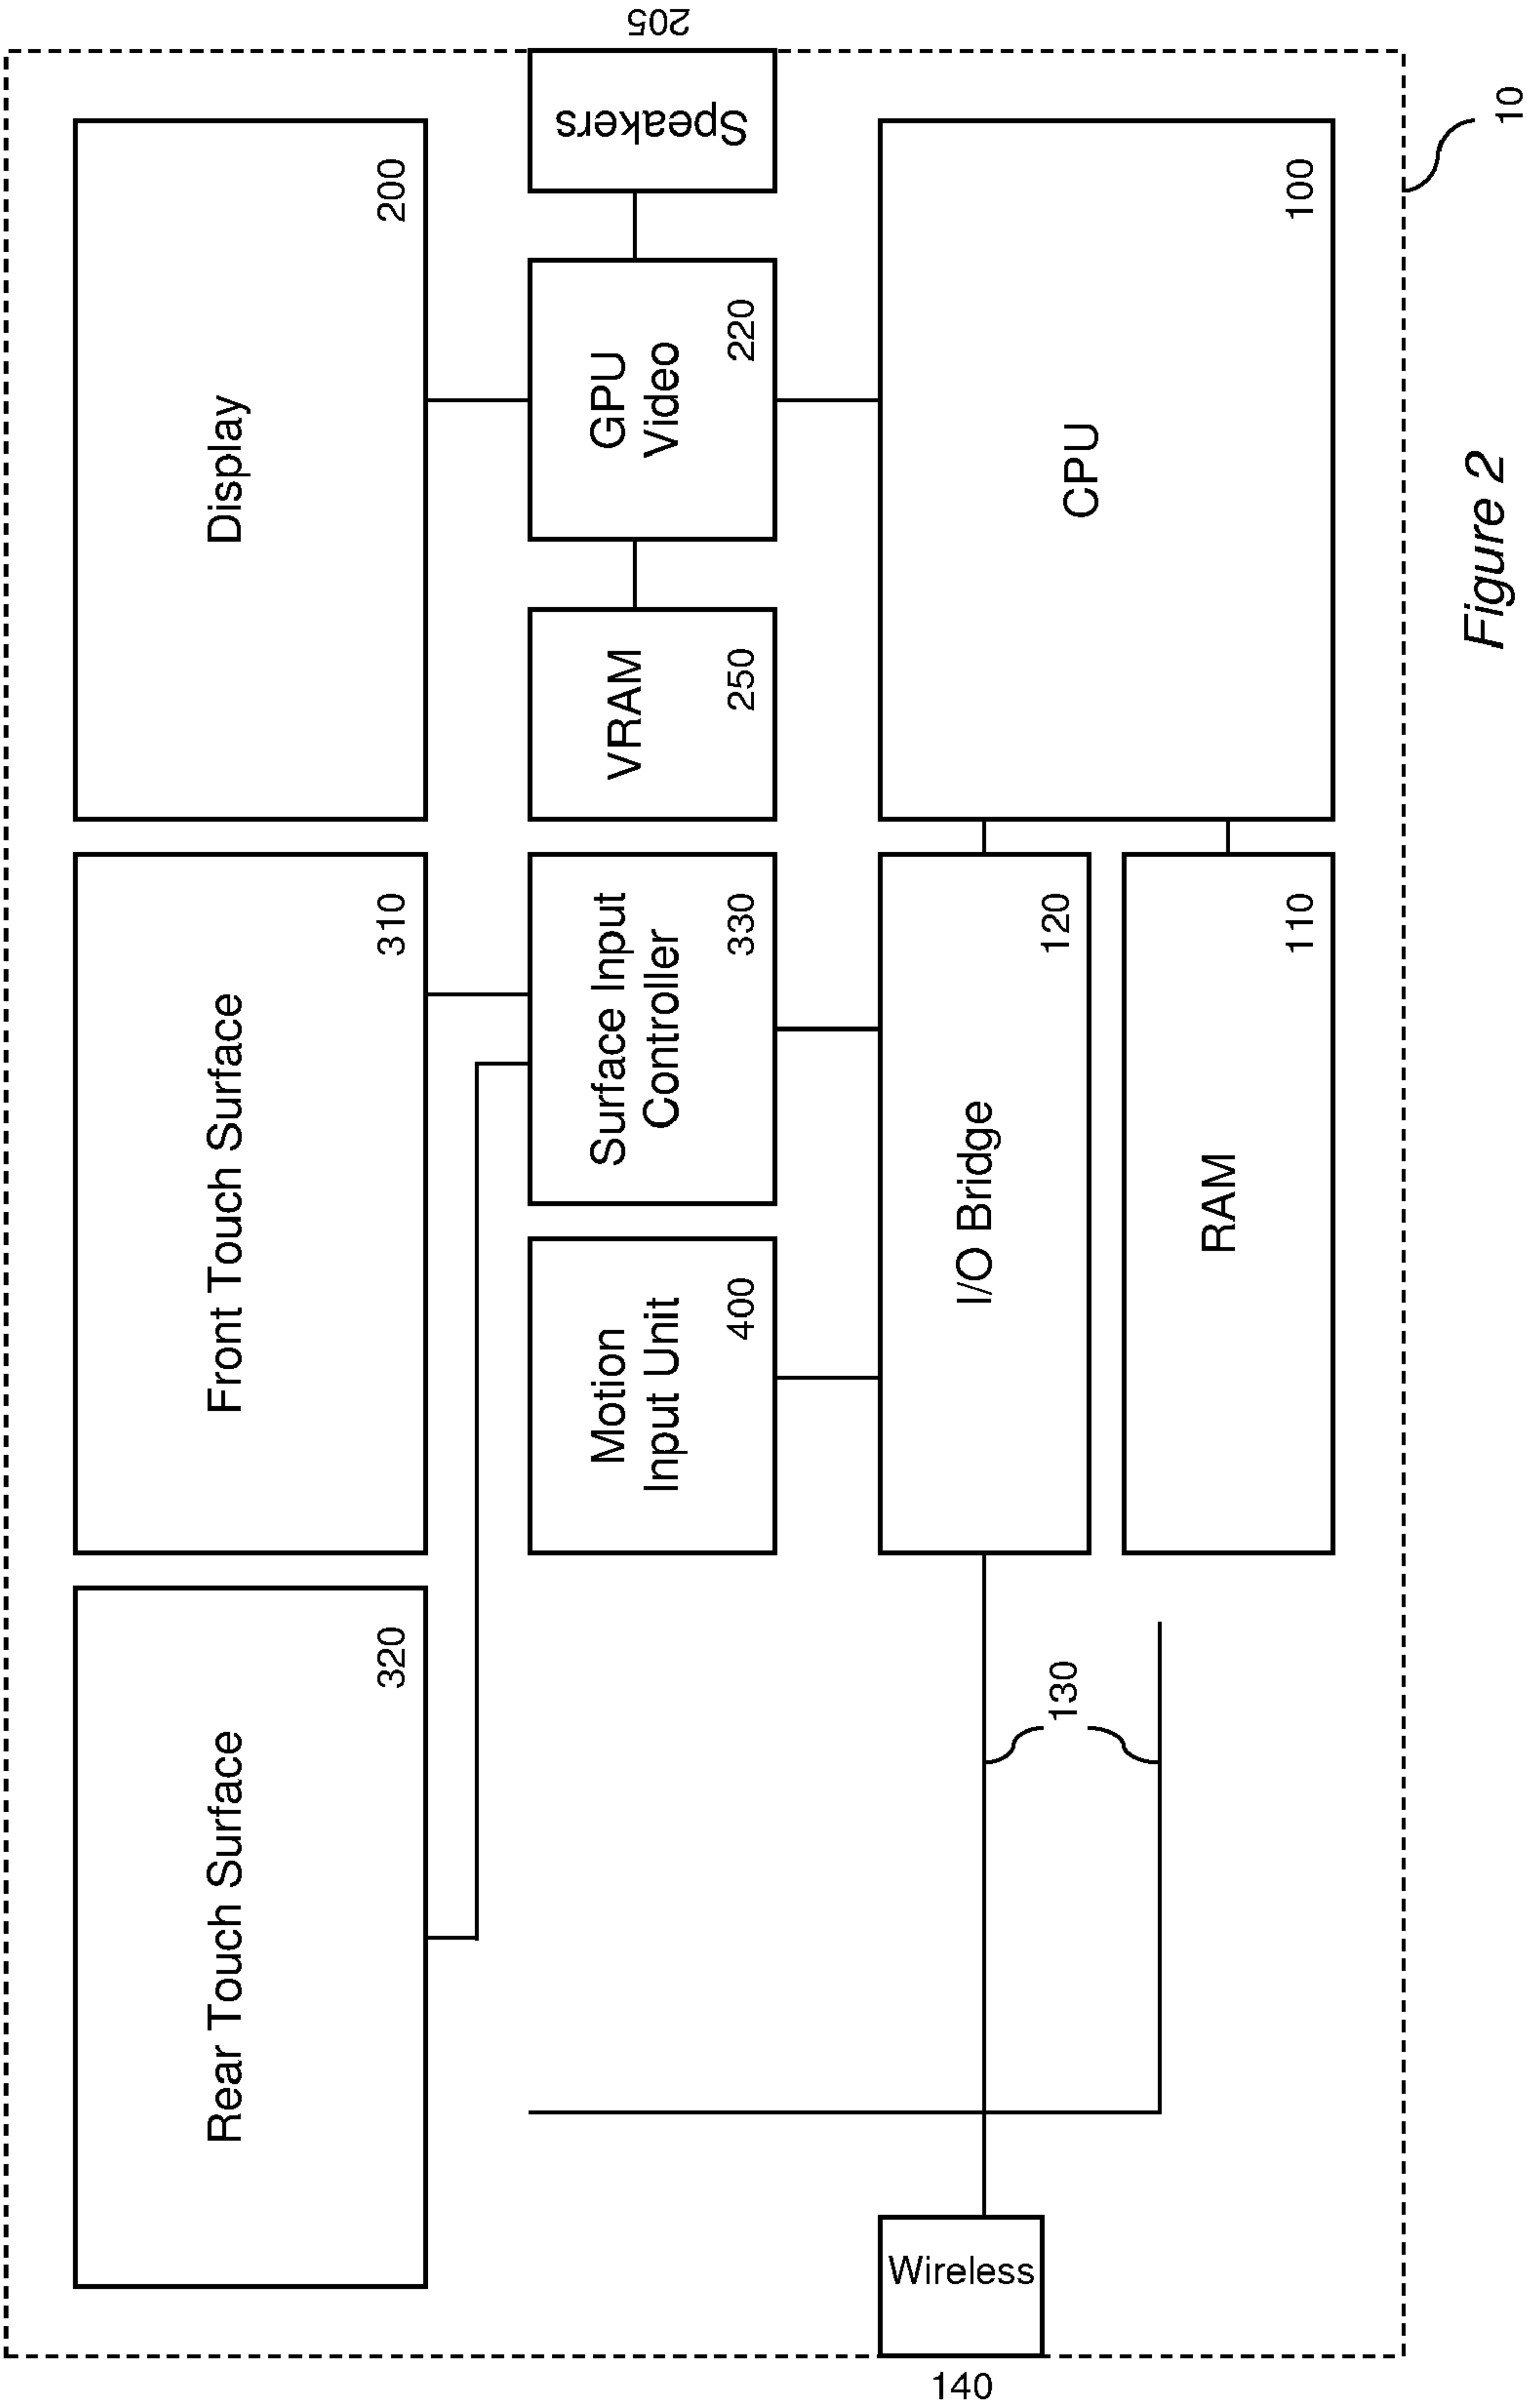 Rear Touch Surface
320
Front Touch Surface
310
Display
200
Motion
Input Unit
400
Surface Input
Controller
330
VRAM
250
GPU
Video
220
Speakers
205
140
Wireless
130
I/O Bridge
120
RAM
110
CPU
100
10
Figure 2